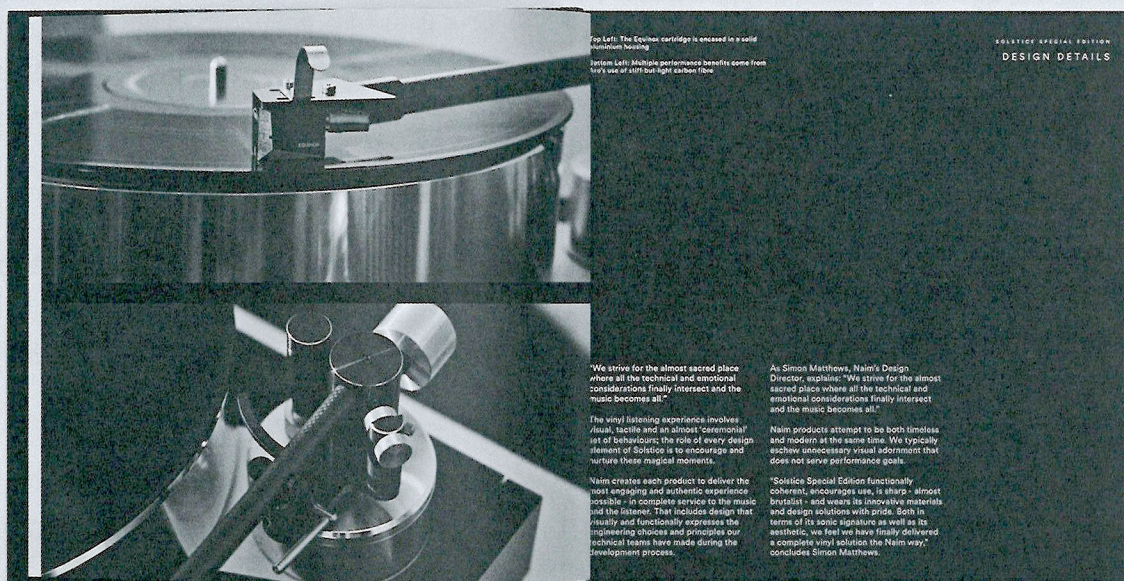 Top Left: The Equinox cartridge is encased in a solid
aluminium housing
Bottom Left: Multiple performance benefits come from
Aro's use of stiff-but-light carbon fibre
SOLSTICE SPECIAL EDITION
DESIGN DETAILS
EQUINOX
"We strive for the almost sacred place
where all the technical and emotional
considerations finally intersect and the
music becomes all."
The vinyl listening experience involves
visual, tactile and an almost 'ceremonial'
set of behaviours; the role of every design
element of Solstice is to encourage and
nurture these magical moments.
Naim creates each product to deliver the
most engaging and authentic experience
possible - in complete service to the music
and the listener. That includes design that
visually and functionally expresses the
engineering choices and principles our
technical teams have made during the
development process.
As Simon Matthews, Naim's Design
Director, explains: "We strive for the almost
sacred place where all the technical and
emotional considerations finally intersect
and the music becomes all."
Naim products attempt to be both timeless
and modern at the same time. We typically
eschew unnecessary visual adornment that
does not serve performance goals.
"Solstice Special Edition functionally
coherent, encourages use, is sharp - almost
brutalist - and wears its innovative materials
and design solutions with pride. Both in
terms of its sonic signature as well as its
aesthetic, we feel we have finally delivered
a complete vinyl solution the Naim way,"
concludes Simon Matthews.